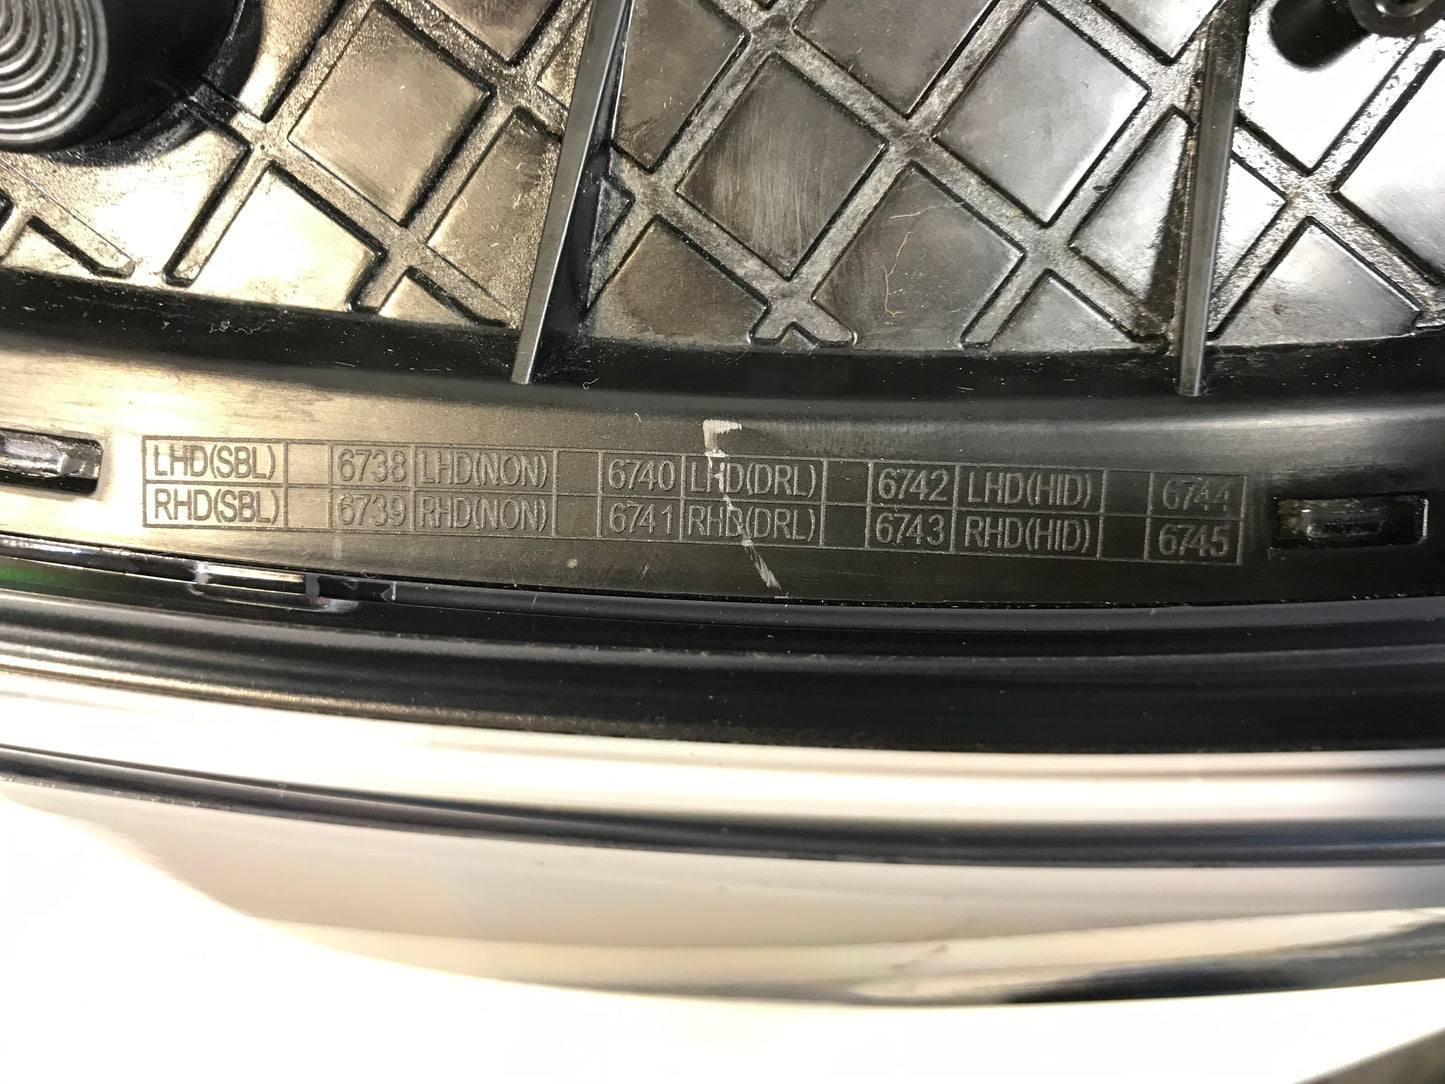 LHD(SBL) 6738 LHD(NON) 6740 LHD(DRL) 6742 LHD(HID) 6744
RHD(SBL) 6739 RHD(NON) 6741 RHD(DRL) 6743 RHD(HID) 6745